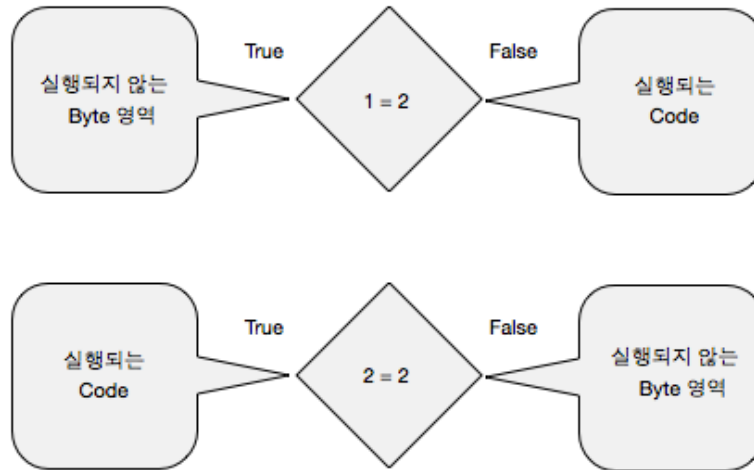 True
False
실행되지 않는
Byte 영역
1 = 2
실행되는
Code
True
False
실행되는
Code
2 = 2
실행되지 않는
Byte 영역